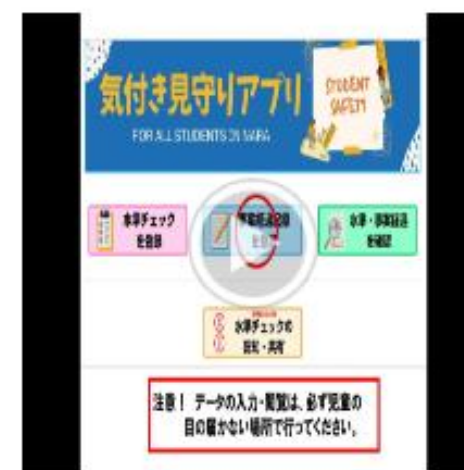 気付き見守りアプリ
STUDENT
SAFETY
FOR ALL STUDENTS IN NARA
水準チェック
を登録
水準・事案経過
を確認
水準チェックの
告知・共有
注意！ データの入力・閲覧は、必ず児童の
目の届かない場所で行ってください。